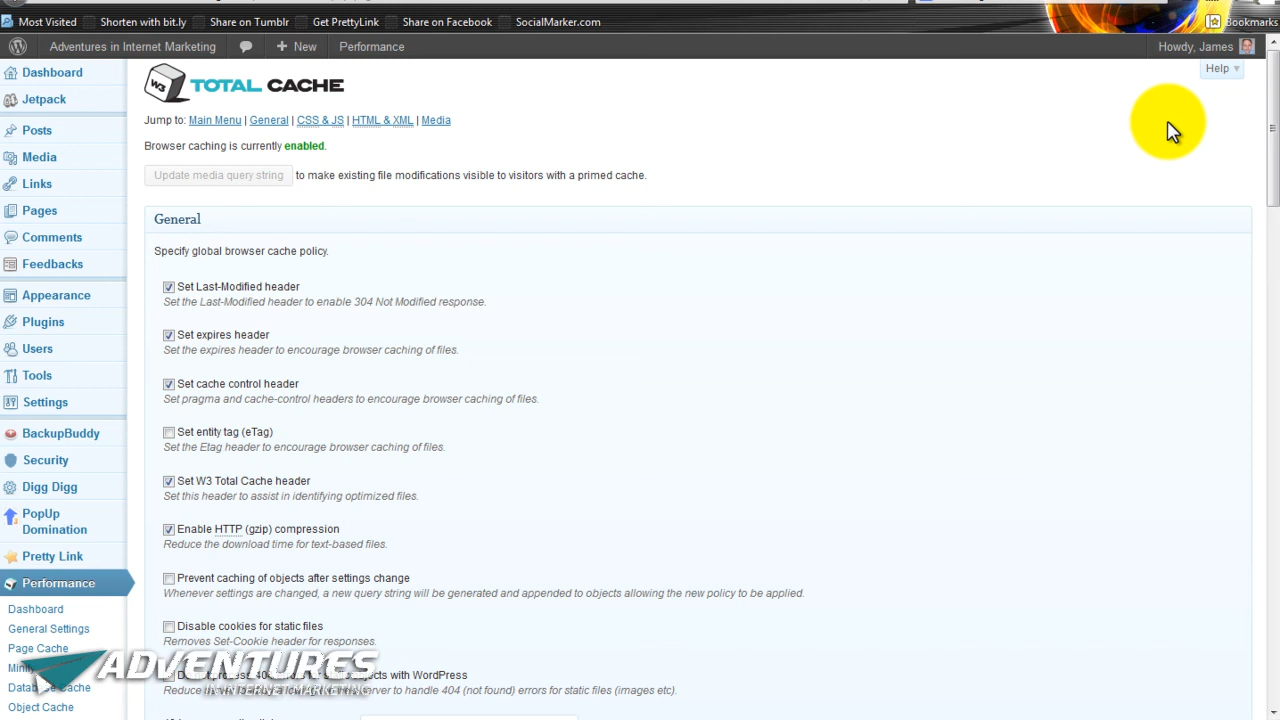 Most Visited Shorten with bit.ly Share on Tumblr Get PrettyLink Share on Facebook SocialMarker.com Bookmarks
Adventures in Internet Marketing New Performance Howdy, James
Help
Dashboard
Jetpack
Posts
Media
Links
Pages
Comments
Feedbacks
Appearance
Plugins
Users
Tools
Settings
BackupBuddy
Security
Digg Digg
PopUp
Domination
Pretty Link
Performance
Dashboard
General Settings
Page Cache
Database Cache
Object Cache
W3 TOTAL CACHE
Jump to: Main Menu | General | CSS & JS | HTML & XML | Media
Browser caching is currently enabled.
Update media query string to make existing file modifications visible to visitors with a primed cache.
General
Specify global browser cache policy.
Set Last-Modified header
Set the Last-Modified header to enable 304 Not Modified response.
Set expires header
Set the expires header to encourage browser caching of files.
Set cache control header
Set pragma and cache-control headers to encourage browser caching of files.
Set entity tag (eTag)
Set the Etag header to encourage browser caching of files.
Set W3 Total Cache header
Set this header to assist in identifying optimized files.
Enable HTTP (gzip) compression
Reduce the download time for text-based files.
Prevent caching of objects after settings change
Whenever settings are changed, a new query string will be generated and appended to objects allowing the new policy to be applied.
Disable cookies for static files
Removes Set-Cookie header for responses.
objects with WordPress
Reduce server to handle 404 (not found) errors for static files (images etc).
ADVENTURES
IN INTERNET MARKETING